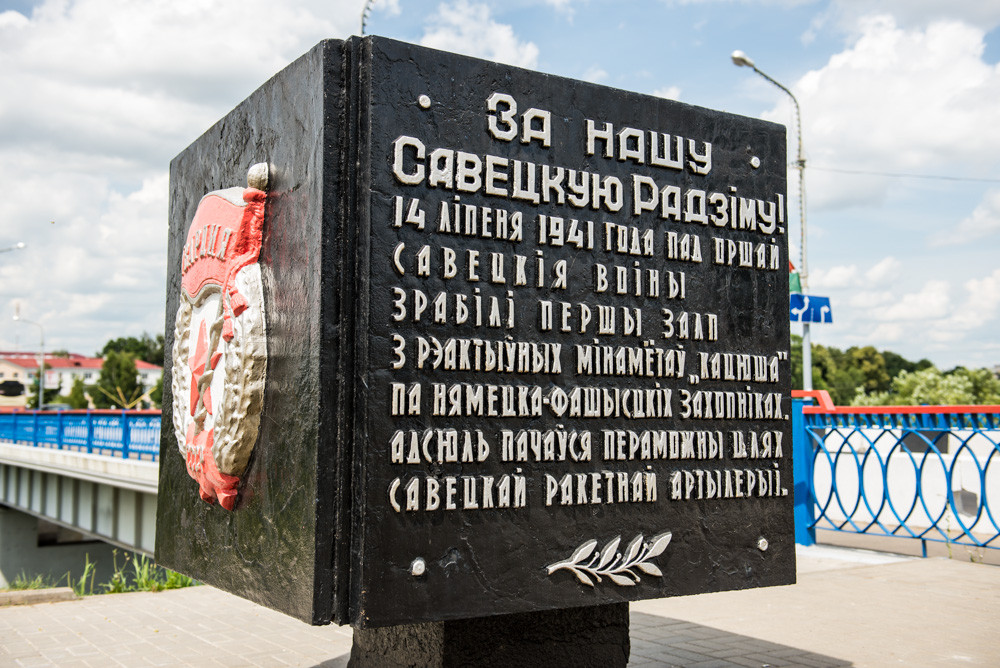 ГВАРДИЯ
ЗА НАШУ
САВЕЦКУЮ РАДЗІМУ!
14 ЛІПЕНЯ 1941 ГОДА ПАД ОРШАЙ
САВЕЦКІЯ ВОІНЫ
ЗРАБІЛІ ПЕРШЫ ЗАЛП
З РЭАКТЫЎНЫХ МІНАМЁТАЎ „КАЦЮША"
ПА НЯМЕЦКА-ФАШЫСЦКІХ ЗАХОПНІКАХ.
АДСЮЛЬ ПАЧАЎСЯ ПЕРАМОЖНЫ ШЛЯХ
САВЕЦКАЙ РАКЕТНАЙ АРТЫЛЕРЫІ.